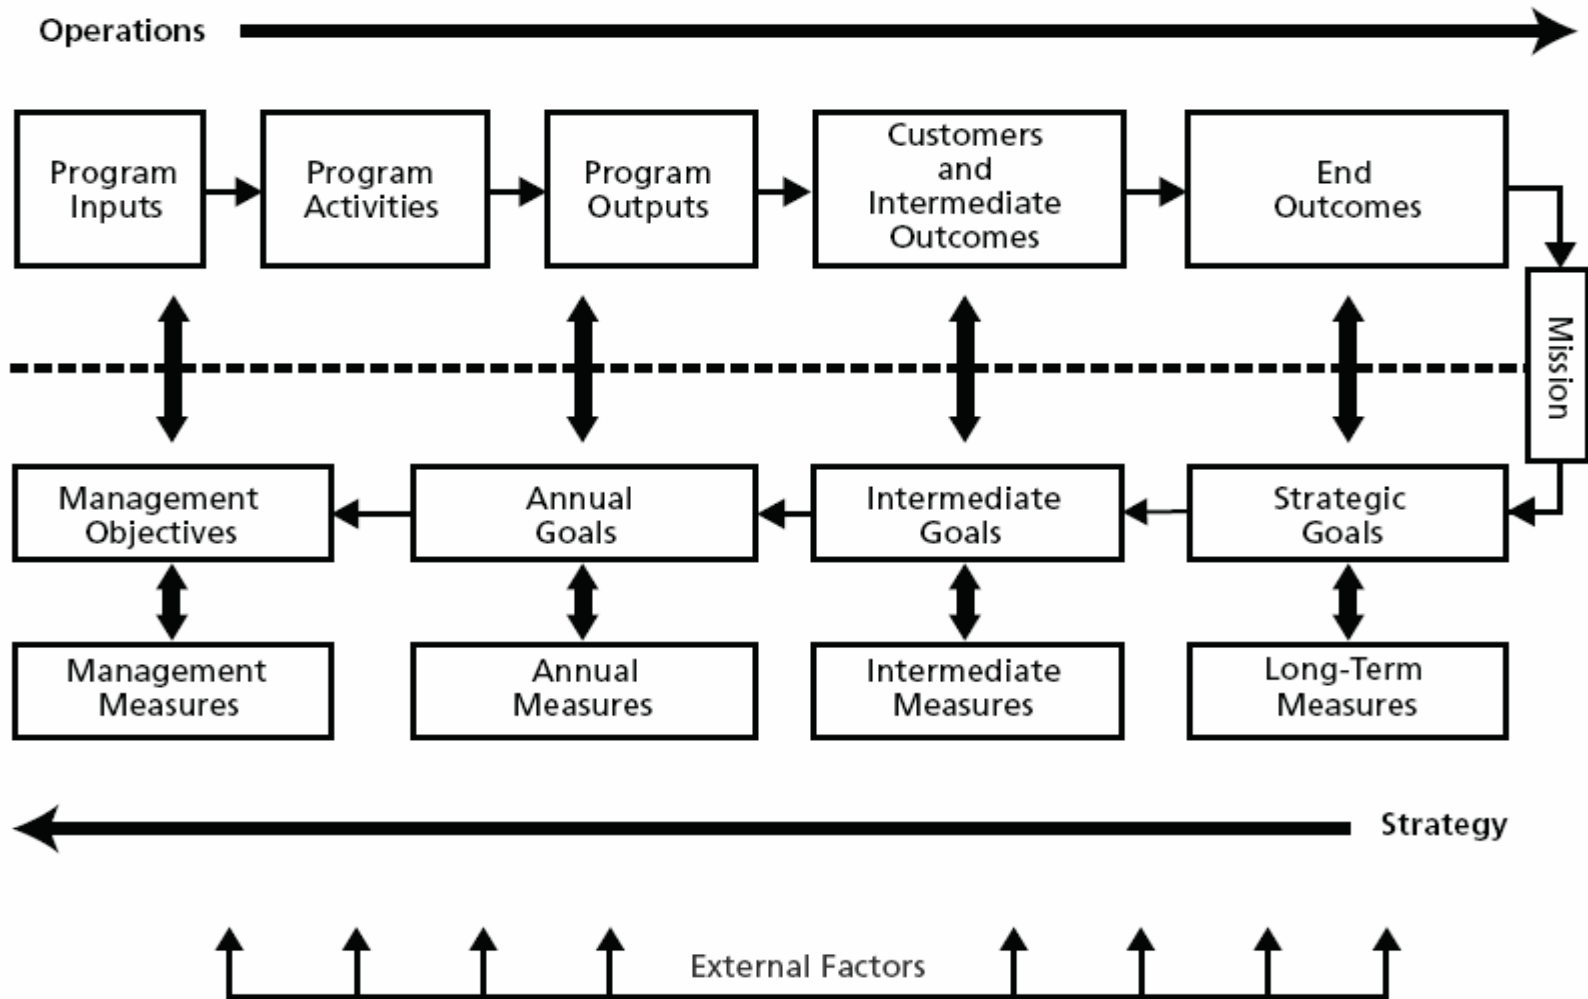 Operations
Program
Inputs
Program
Activities
Program
Outputs
Customers
and
Intermediate
Outcomes
End
Outcomes
Mission
Management
Objectives
Annual
Goals
Intermediate
Goals
Strategic
Goals
Management
Measures
Annual
Measures
Intermediate
Measures
Long-Term
Measures
Strategy
External Factors